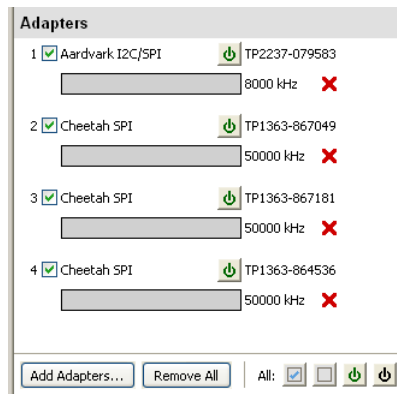 Adapters
1 Aardvark I2C/SPI TP2237-079583
8000 kHz
2 Cheetah SPI TP1363-867049
50000 kHz
3 Cheetah SPI TP1363-867181
50000 kHz
4 Cheetah SPI TP1363-864536
50000 kHz
Add Adapters... Remove All All: